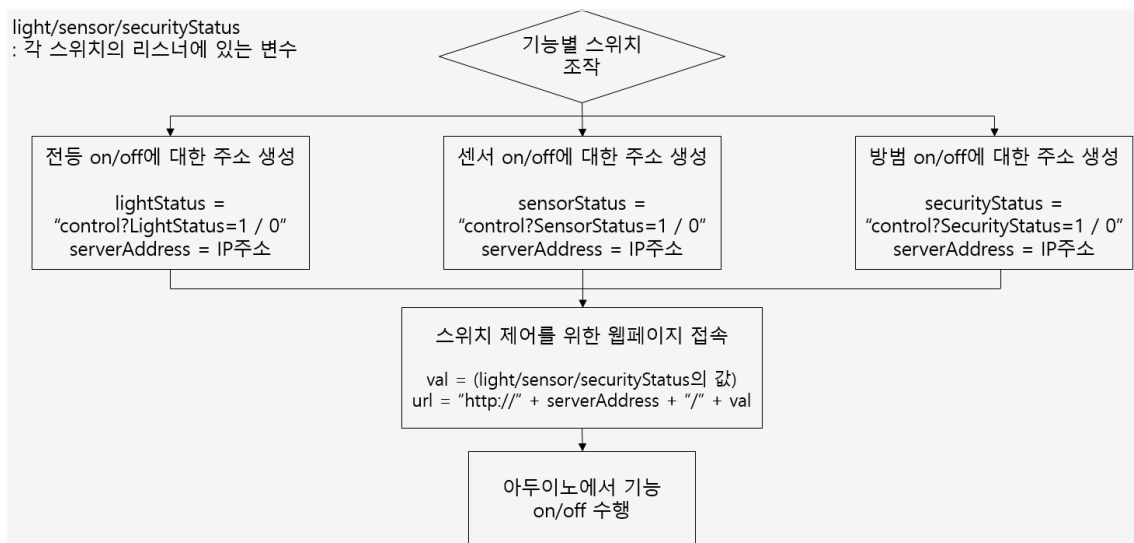 light/sensor/securityStatus
: 각 스위치의 리스너에 있는 변수
기능별 스위치
조작
전등 on/off에 대한 주소 생성
lightStatus =
“control?LightStatus=1 / 0”
serverAddress = IP주소
센서 on/off에 대한 주소 생성
sensorStatus =
“control?SensorStatus=1 / 0”
serverAddress = IP주소
방범 on/off에 대한 주소 생성
securityStatus =
“control?SecurityStatus=1 / 0”
serverAddress = IP주소
스위치 제어를 위한 웹페이지 접속
val = (light/sensor/securityStatus의 값)
url = “http://” + serverAddress + “/” + val
아두이노에서 기능
on/off 수행